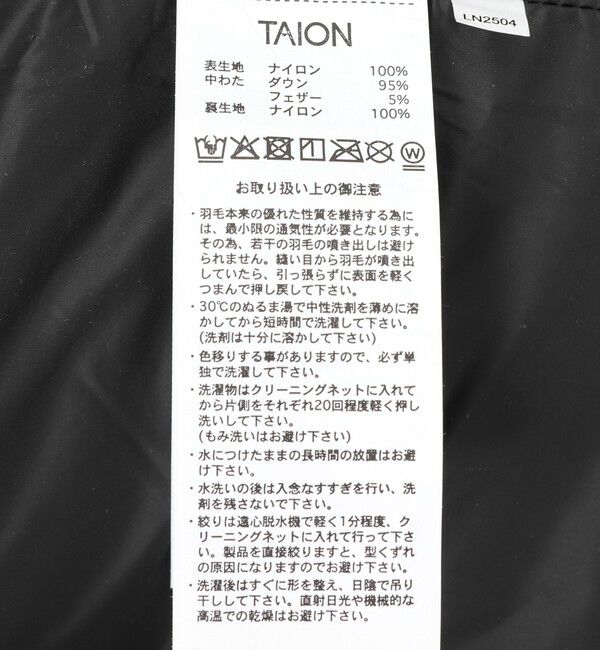 LN2504
TAION
表生地 ナイロン 100%
中わた ダウン 95%
フェザー 5%
裏生地 ナイロン 100%
W
お取り扱い上の御注意
・羽毛本来の優れた性質を維持する為に
は、最小限の通気性が必要となります。
その為、若干の羽毛の噴き出しは避け
られません。縫い目から羽毛が噴き出
していたら、引っ張らずに表面を軽く
つまんで押し戻して下さい。
・30℃のぬるま湯で中性洗剤を薄めに溶
かしてから短時間で洗濯して下さい。
(洗剤は十分に溶かして下さい)
・色移りする事がありますので、必ず単
独で洗濯して下さい。
・洗濯物はクリーニングネットに入れて
から片側をそれぞれ20回程度軽く押し
洗いして下さい。
(もみ洗いはお避け下さい)
・水につけたままの長時間の放置はお避
け下さい。
・水洗いの後は入念なすすぎを行い、洗
剤を残さないで下さい。
・絞りは遠心脱水機で軽く1分程度、ク
リーニングネットに入れて行って下さ
い。製品を直接絞りますと、型くずれ
の原因になりますのでお避け下さい。
・洗濯後はすぐに形を整え、日陰で吊り
干しして下さい。直射日光や機械的な
高温での乾燥はお避け下さい。